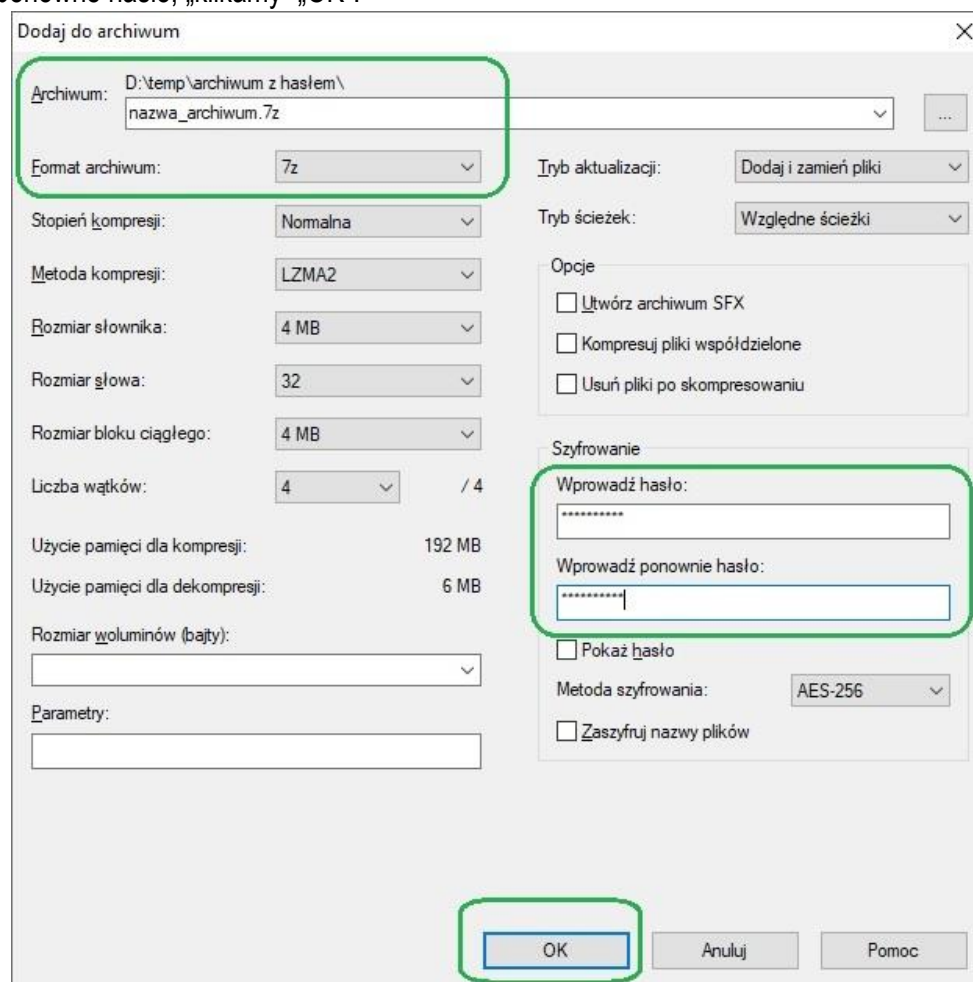 hasło, „klikamy" „OK".
Dodaj do archiwum
Archiwum: D:\temp\archiwum z hasłem\
nazwa_archiwum.7z
...
Format archiwum: 7z
Tryb aktualizacji: Dodaj i zamień pliki
Stopień kompresji: Normalna
Tryb ścieżek: Względne ścieżki
Metoda kompresji: LZMA2
Opcje
Utwórz archiwum SFX
Rozmiar słownika: 4 MB
Kompresuj pliki współdzielone
Rozmiar słowa: 32
Usuń pliki po skompresowaniu
Rozmiar bloku ciągłego: 4 MB
Szyfrowanie
Liczba wątków: 4 / 4
Wprowadź hasło:
**********
Użycie pamięci dla kompresji: 192 MB
Wprowadź ponownie hasło:
Użycie pamięci dla dekompresji: 6 MB
**********
Rozmiar woluminów (bajty):
Pokaż hasło
Metoda szyfrowania: AES-256
Parametry:
Zaszyfruj nazwy plików
OK Anuluj Pomoc